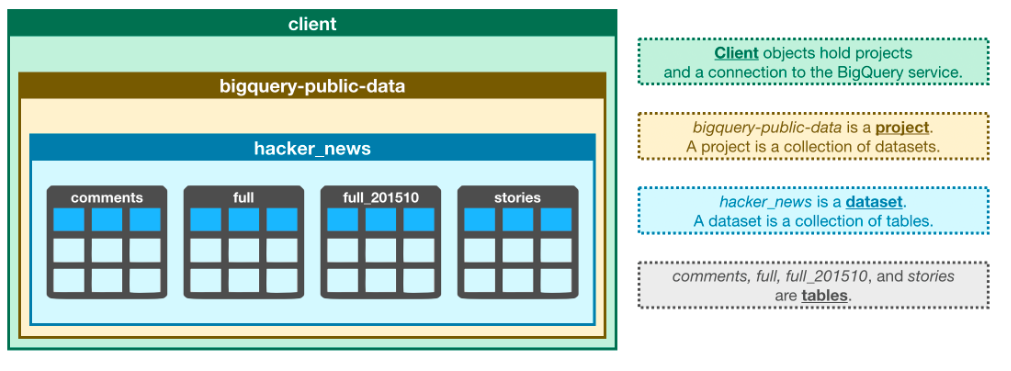 client
bigquery-public-data
hacker_news
comments
full
full_201510
stories
Client objects hold projects
and a connection to the BigQuery service.
bigquery-public-data is a project.
A project is a collection of datasets.
hacker_news is a dataset.
A dataset is a collection of tables.
comments, full, full_201510, and stories
are tables.